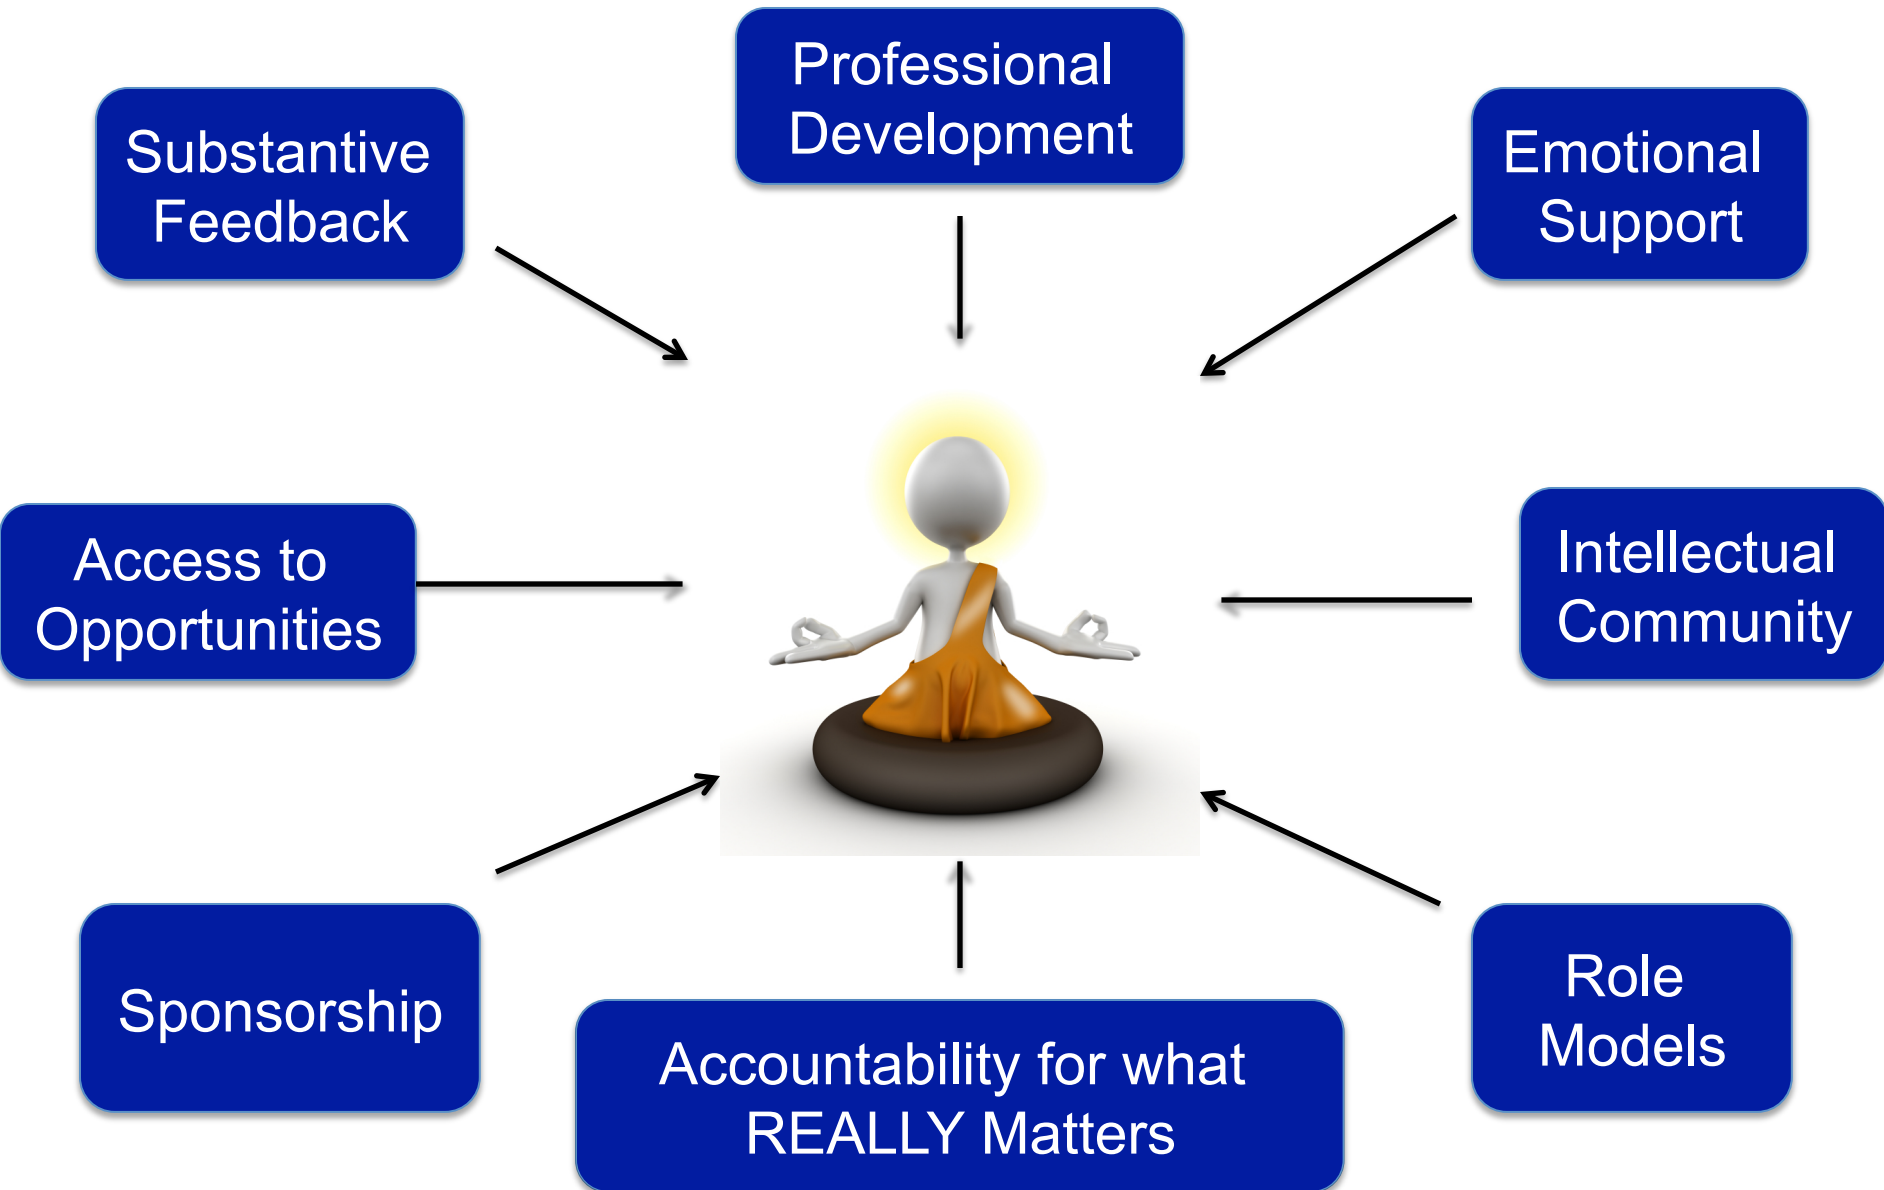 Professional
Development
Substantive
Feedback
Emotional
Support
Access to
Opportunities
Intellectual
Community
Sponsorship
Accountability for what
REALLY Matters
Role
Models